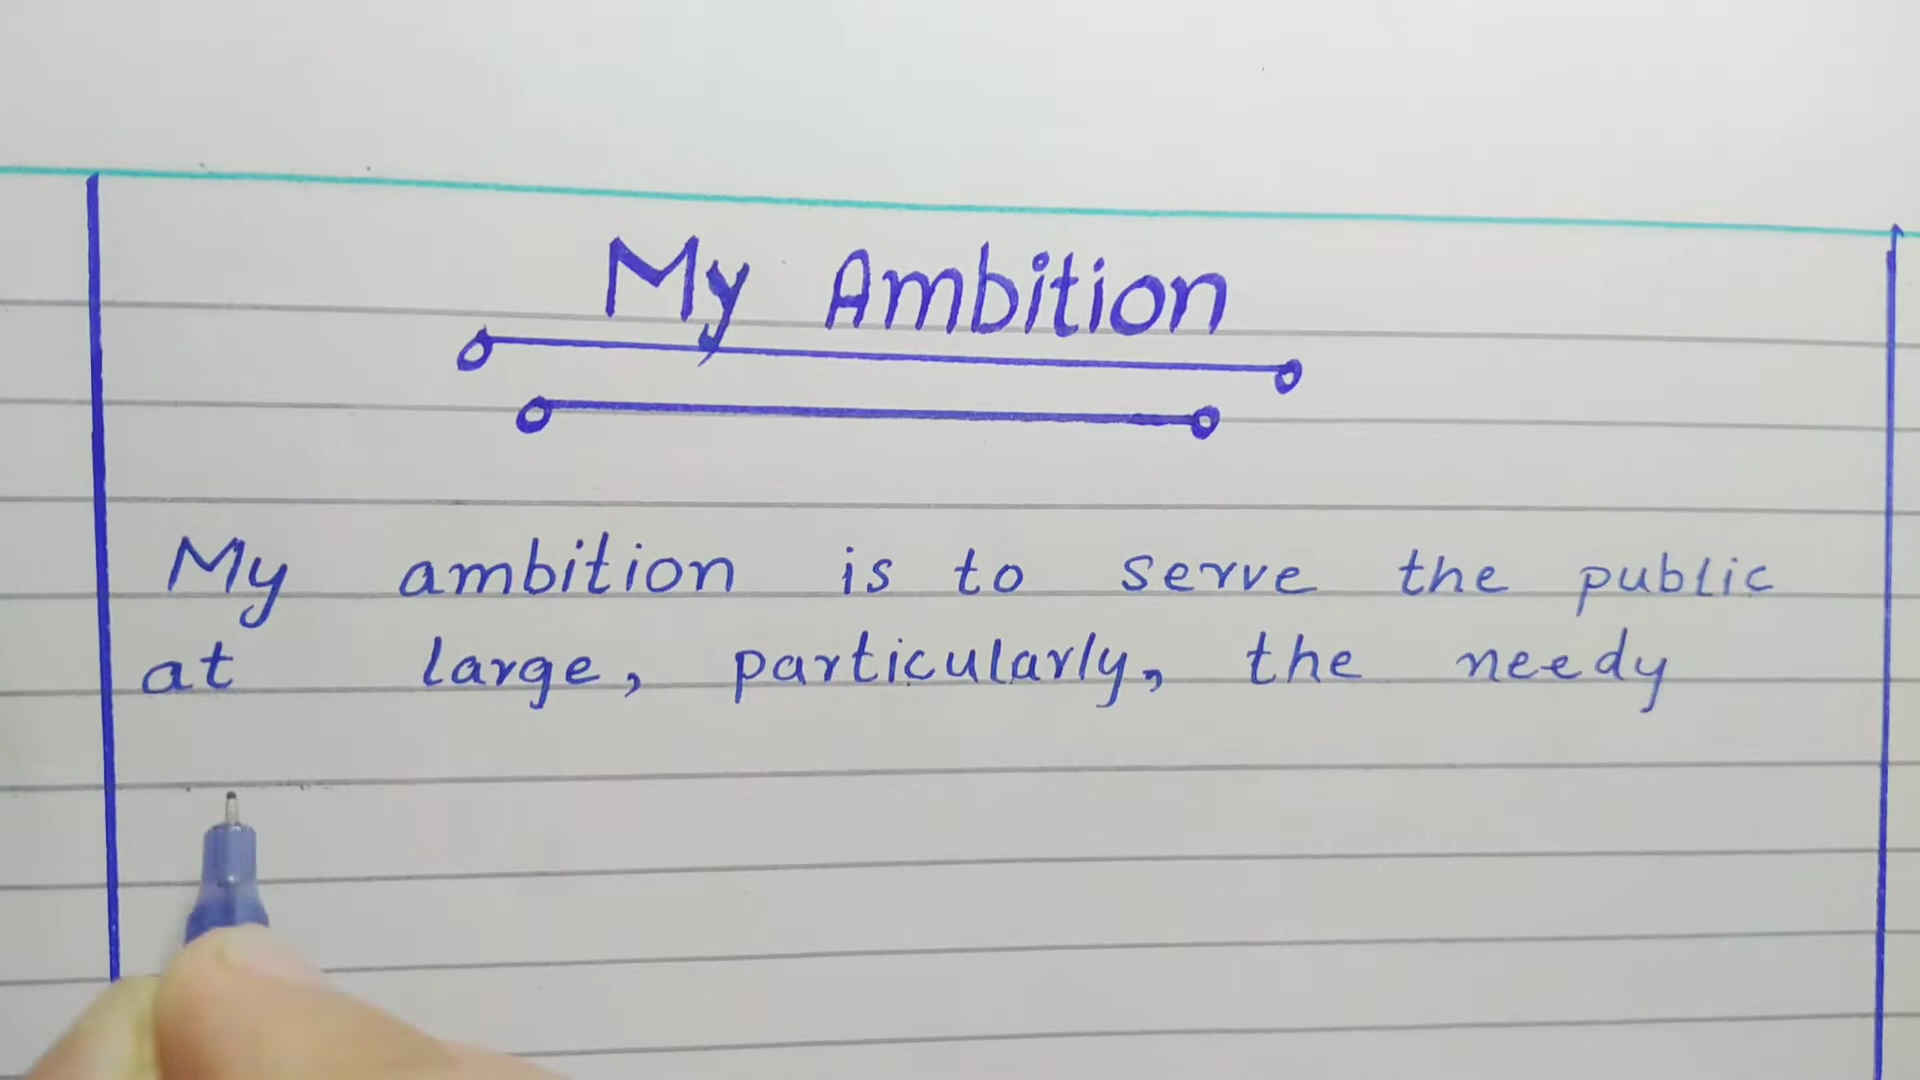 My Ambition
My ambition is to serve the public
at large, particularly, the needy